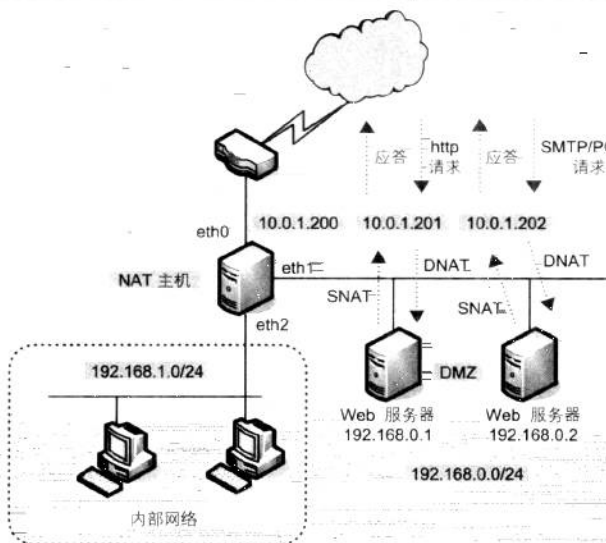 应答
http
请求
应答
SMTP/P
请求
10.0.1.200
10.0.1.201
10.0.1.202
eth0
NAT 主机
eth1
DNAT
DNAT
SNAT
SNAT
eth2
192.168.1.0/24
DMZ
Web 服务器
192.168.0.1
Web 服务器
192.168.0.2
192.168.0.0/24
内部网络